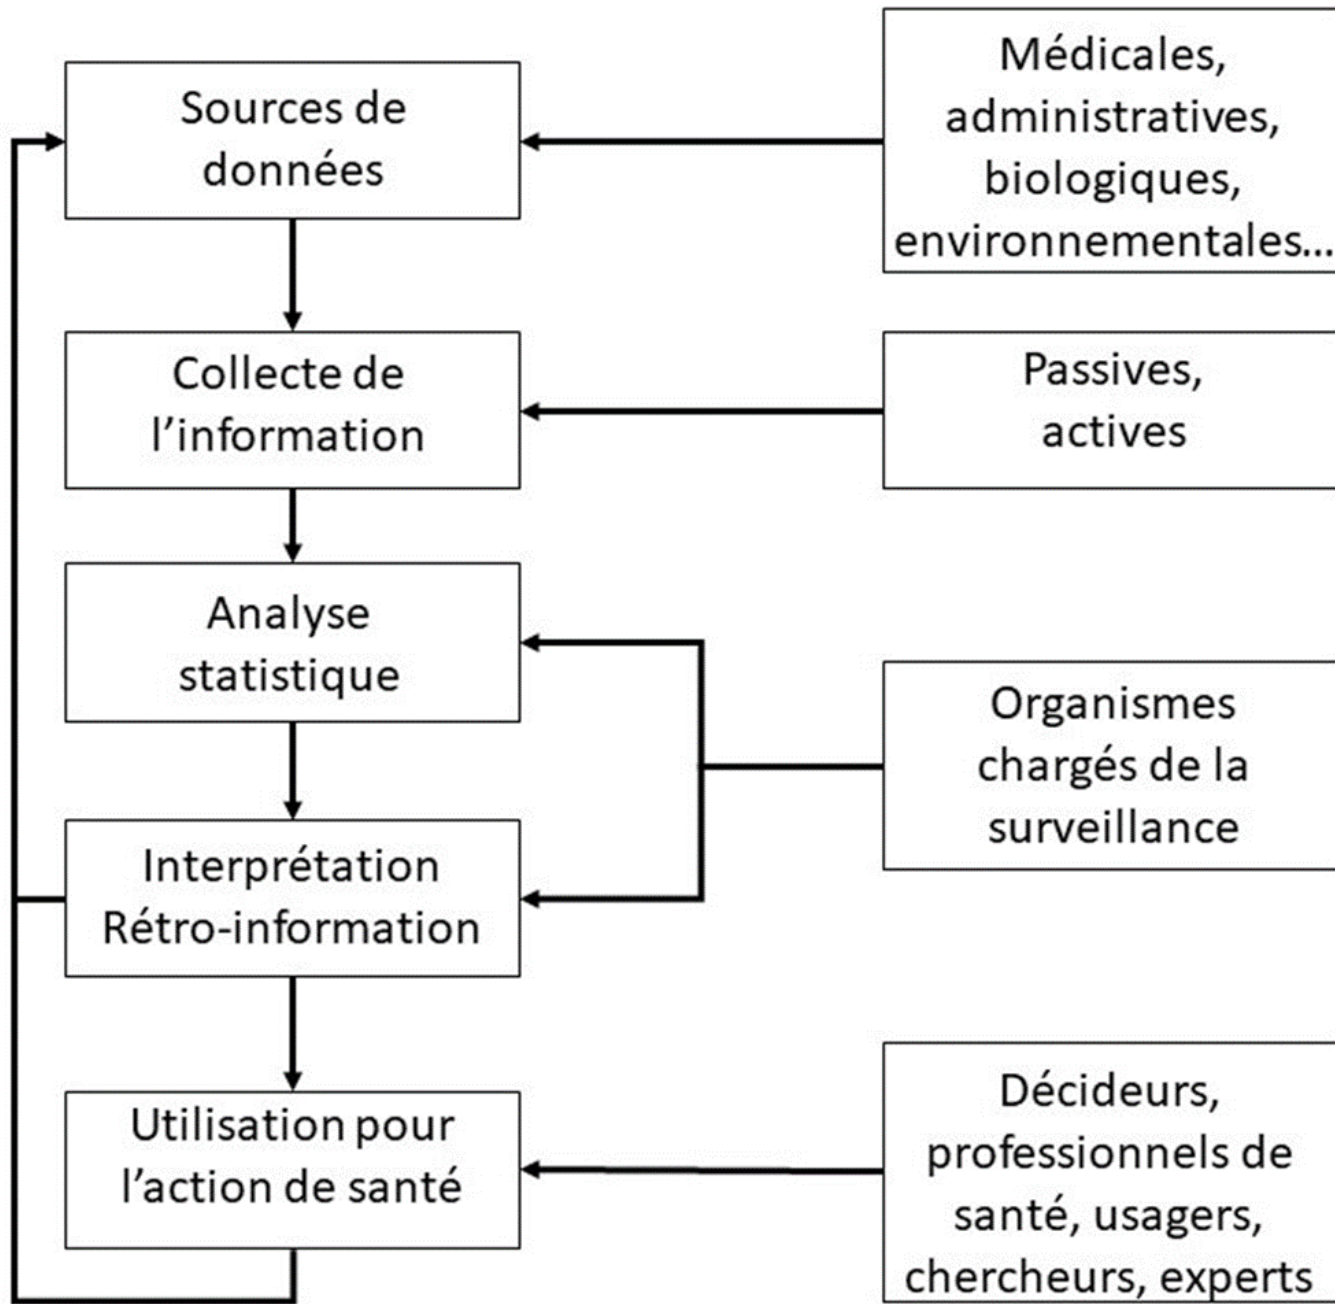 Sources de
données
Médicales,
administratives,
biologiques,
environnementales...
Collecte de
l'information
Passives,
actives
Analyse
statistique
Organismes
chargés de la
surveillance
Interprétation
Rétro-information
Utilisation pour
l'action de santé
Décideurs,
professionnels de
santé, usagers,
chercheurs, experts